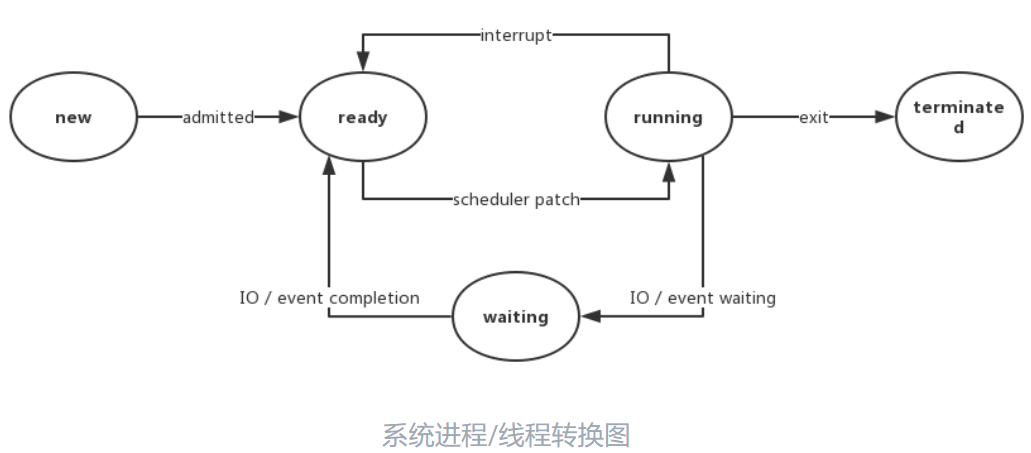 interrupt
new
admitted
ready
running
exit
terminate
d
scheduler patch
IO / event completion
IO / event waiting
waiting
系统进程/线程转换图